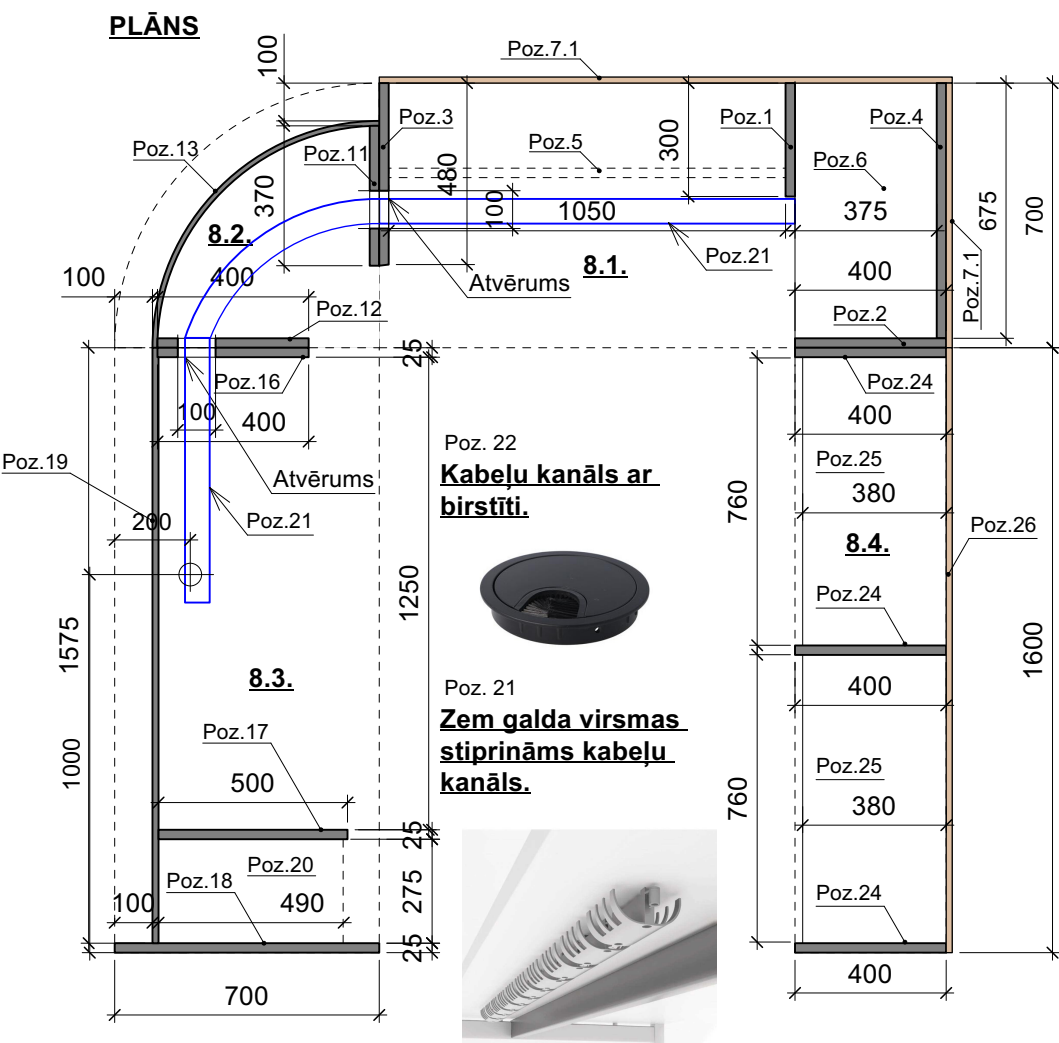 PLĀNS
Poz.7.1
100
Poz.3
Poz.1
Poz.4
Poz.13
Poz.11
Poz.5
Poz.6
300
480
370
675
700
100
1050
375
8.2.
100
400
Atvērums
8.1.
Poz.21
400
Poz.7.1
Poz.12
Poz.2
25
Poz.16
Poz.24
100
400
400
Poz. 22
Kabeļu kanāls ar
birstīti.
Poz.19
Atvērums
Poz.25
380
760
200
Poz.21
8.4.
Poz.26
1575
1250
Poz.24
1600
8.3.
400
Poz. 21
Zem galda virsmas
stiprināms kabeļu
kanāls.
Poz.17
1000
500
Poz.25
760
380
25
Poz.20
275
Poz.18
Poz.24
100
490
25
400
700